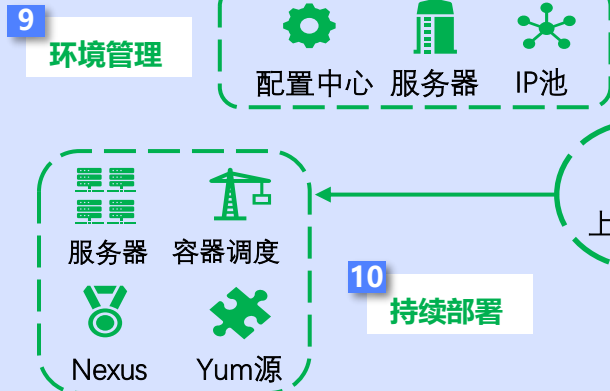 9
环境管理
配置中心 服务器 IP池
上
服务器 容器调度
10
持续部署
Nexus Yum源